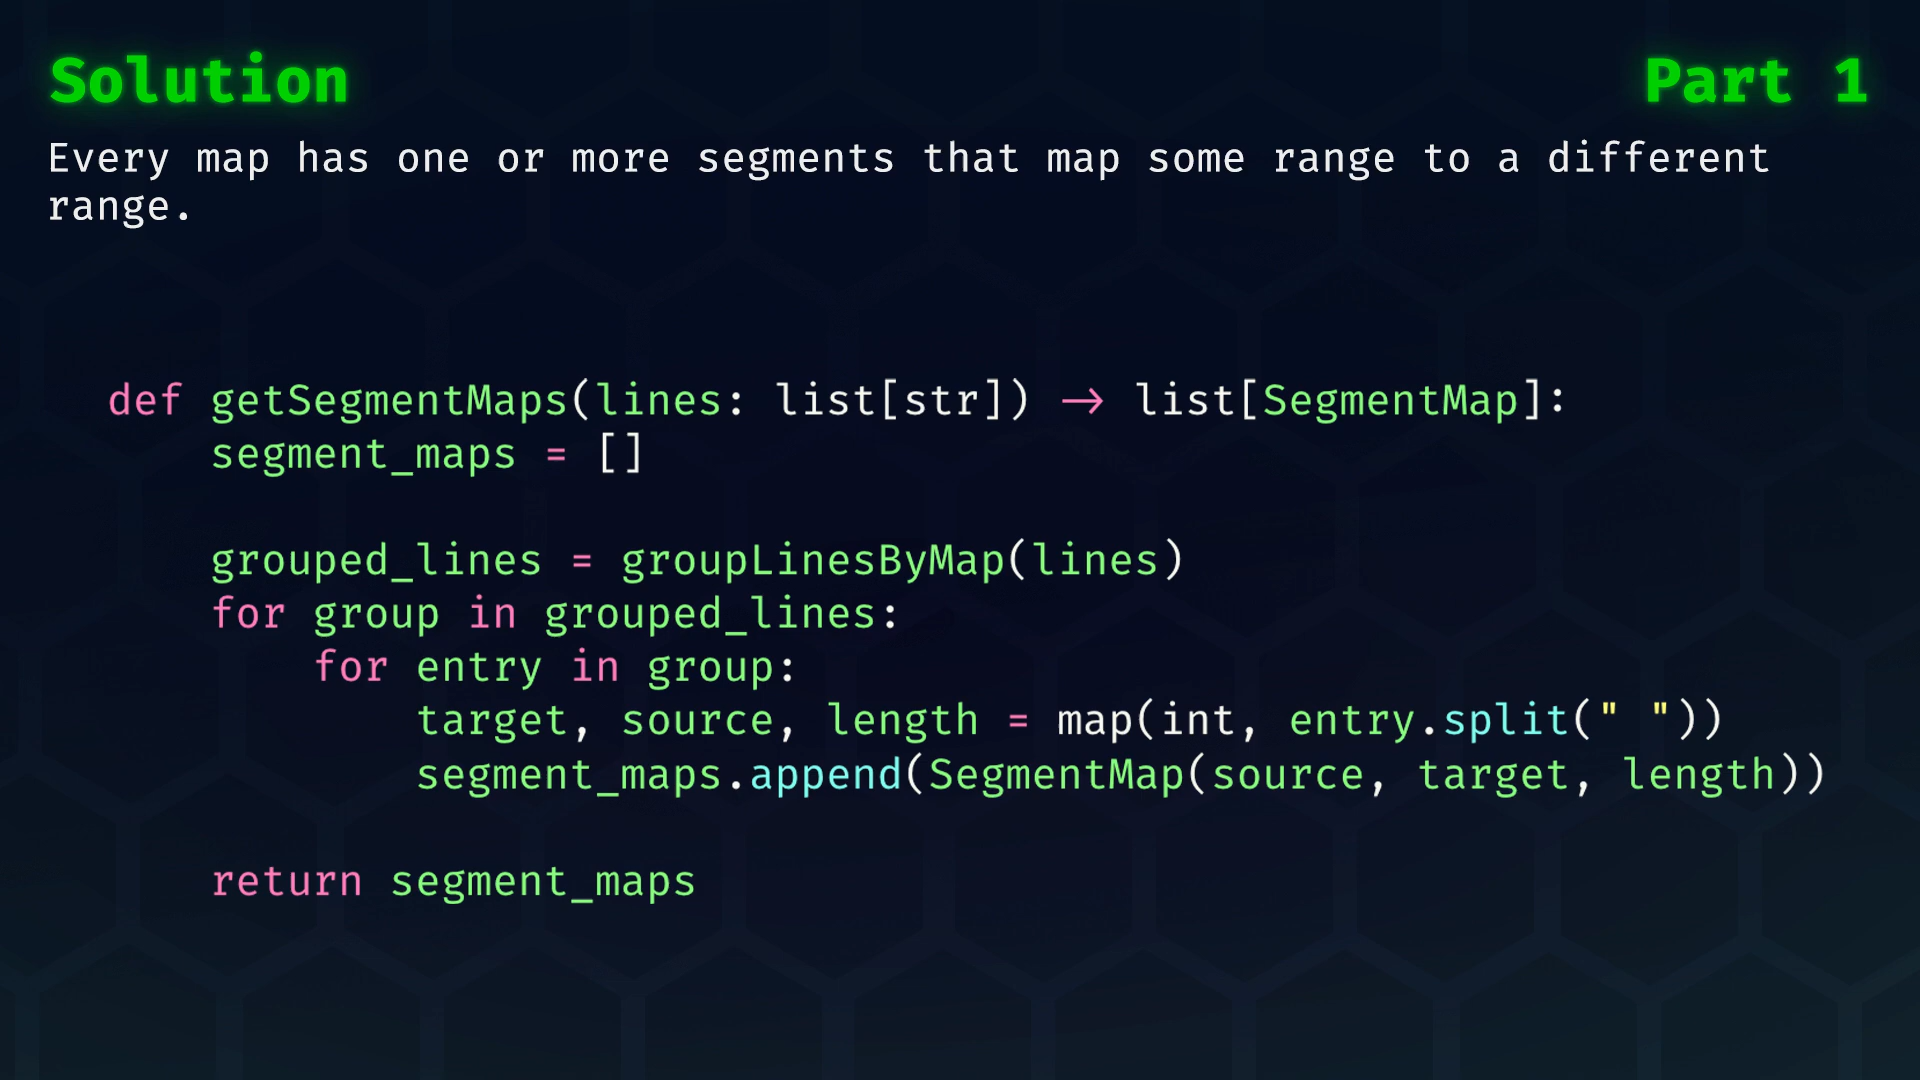 Solution
Part 1
Every map has one or more segments that map some range to a different
range.
def getSegmentMaps(lines: list[str]) -> list[SegmentMap]:
    segment_maps = []
    grouped_lines = groupLinesByMap(lines)
    for group in grouped_lines:
        for entry in group:
            target, source, length = map(int, entry.split(" "))
            segment_maps.append(SegmentMap(source, target, length))
    return segment_maps